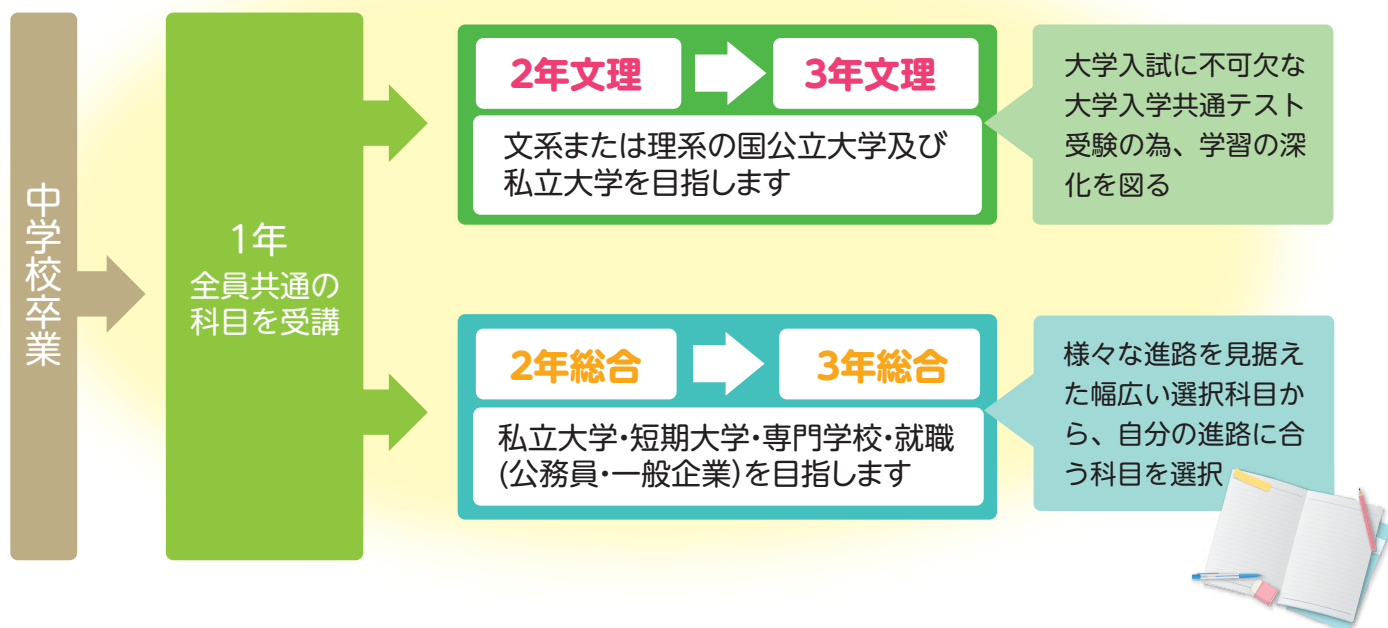 中学校卒業
1年
全員共通の
科目を受講
2年文理
3年文理
文系または理系の国公立大学及び
私立大学を目指します
大学入試に不可欠な
大学入学共通テスト
受験の為、学習の深
化を図る
2年総合
3年総合
私立大学・短期大学・専門学校・就職
(公務員・一般企業)を目指します
様々な進路を見据え
た幅広い選択科目か
ら、自分の進路に合
う科目を選択